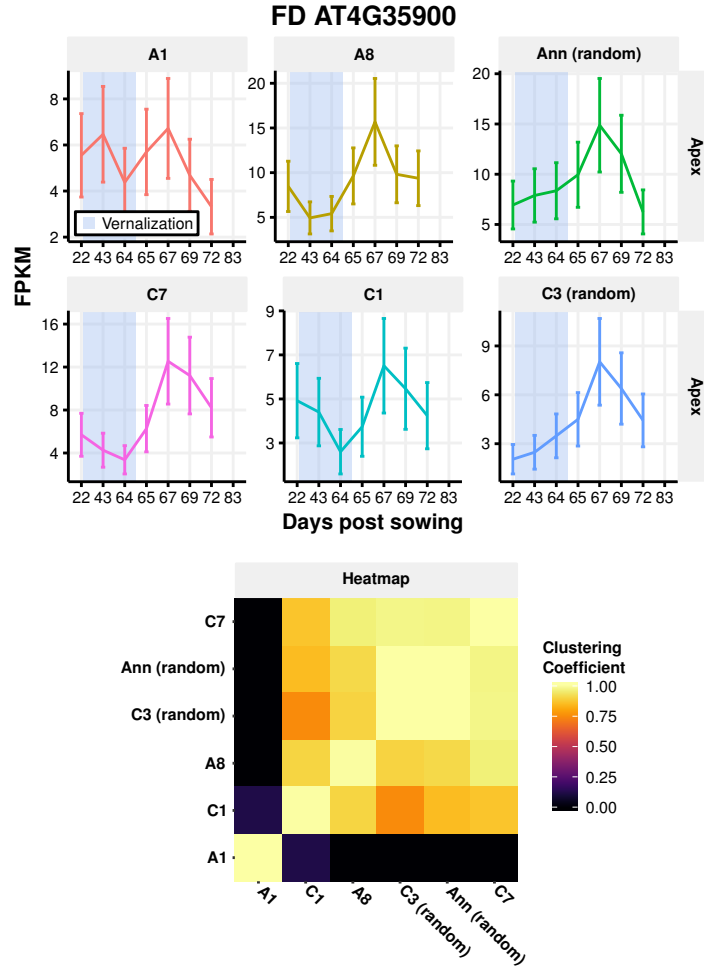 FD AT4G35900
A1
A8
Ann (random)
8
6
4
2
20
15
10
5
20
15
10
5
Apex
Vernalization
22 43 64 65 67 69 72 83
22 43 64 65 67 69 72 83
22 43 64 65 67 69 72 83
FPKM
C7
C1
C3 (random)
16
12
8
4
9
7
5
3
9
6
3
Apex
22 43 64 65 67 69 72 83
22 43 64 65 67 69 72 83
22 43 64 65 67 69 72 83
Days post sowing
Heatmap
C7
Ann (random)
C3 (random)
A8
C1
A1
A1
C1
A8
C3 (random)
Ann (random)
C7
Clustering
Coefficient
1.00
0.75
0.50
0.25
0.00